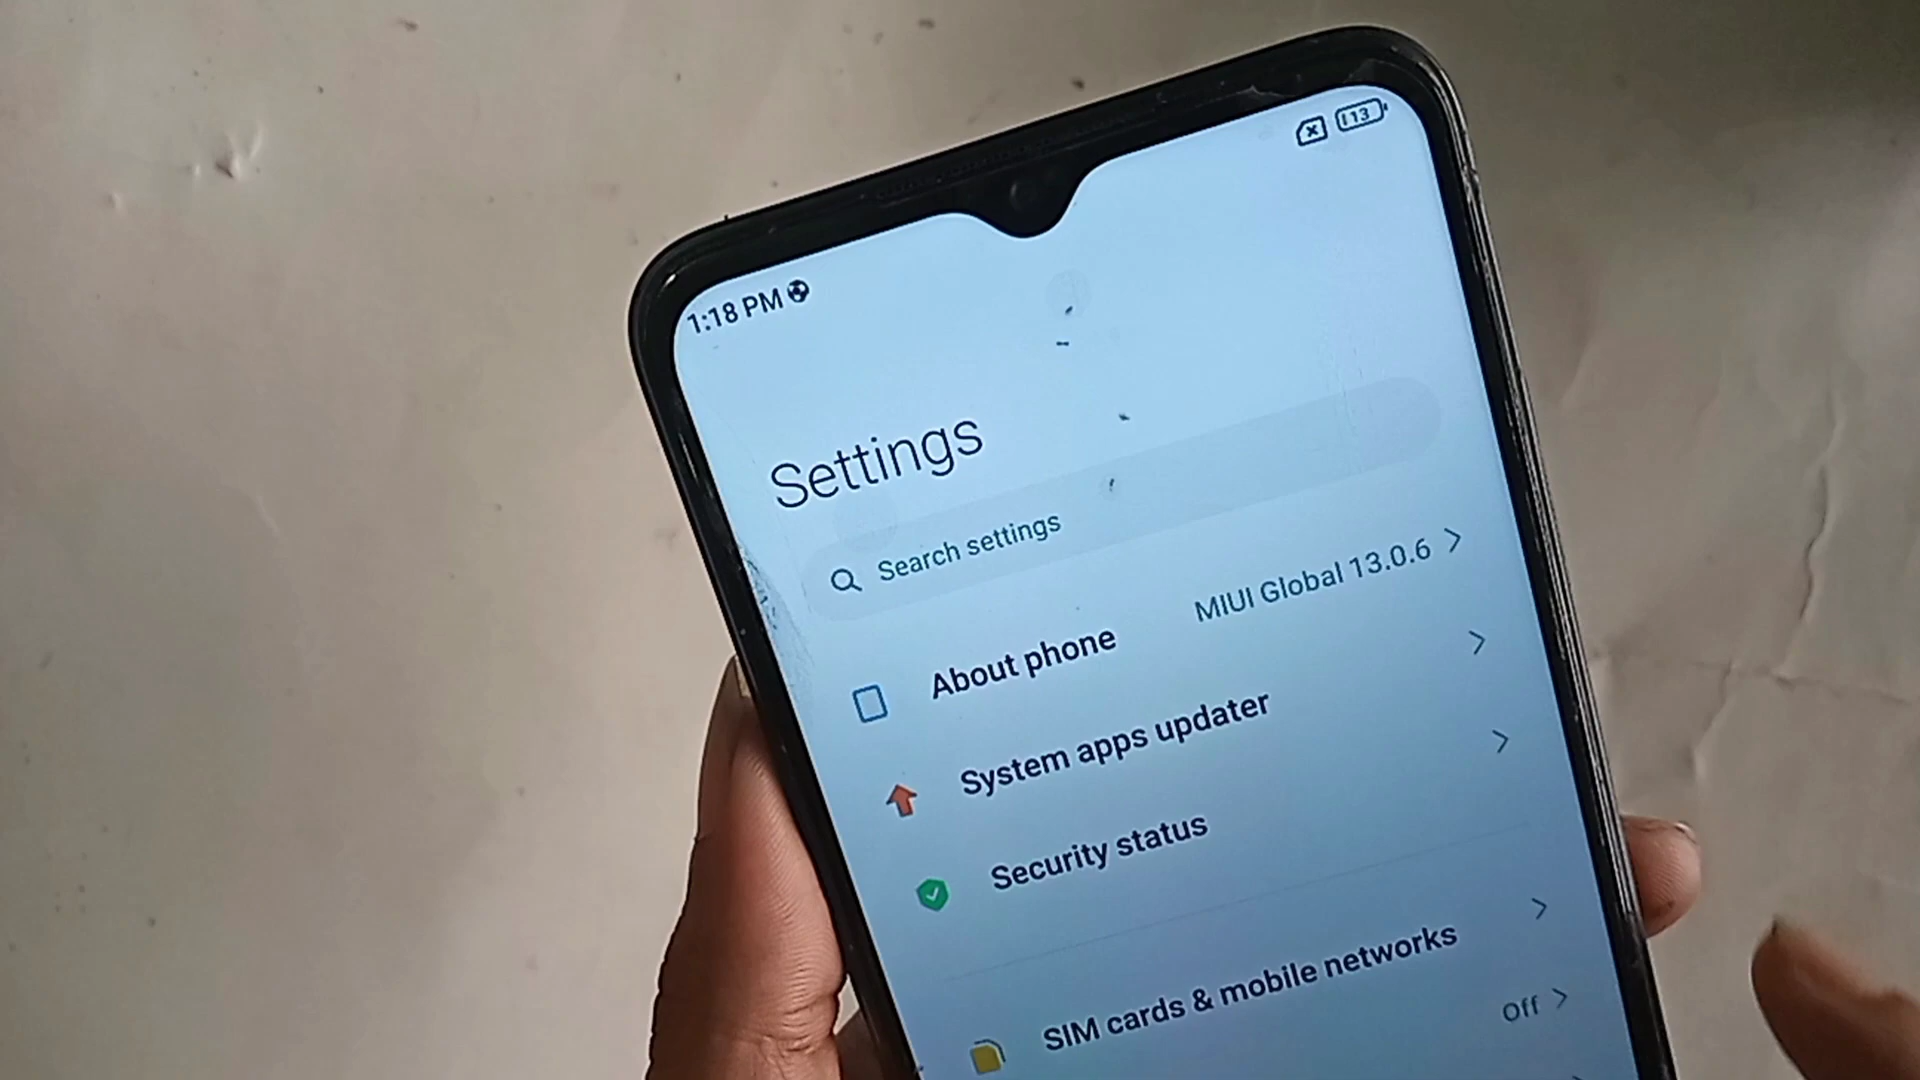 1:18 PM
13
Settings
Search settings
About phone
MIUI Global 13.0.6
System apps updater
Security status
SIM cards & mobile networks
Off